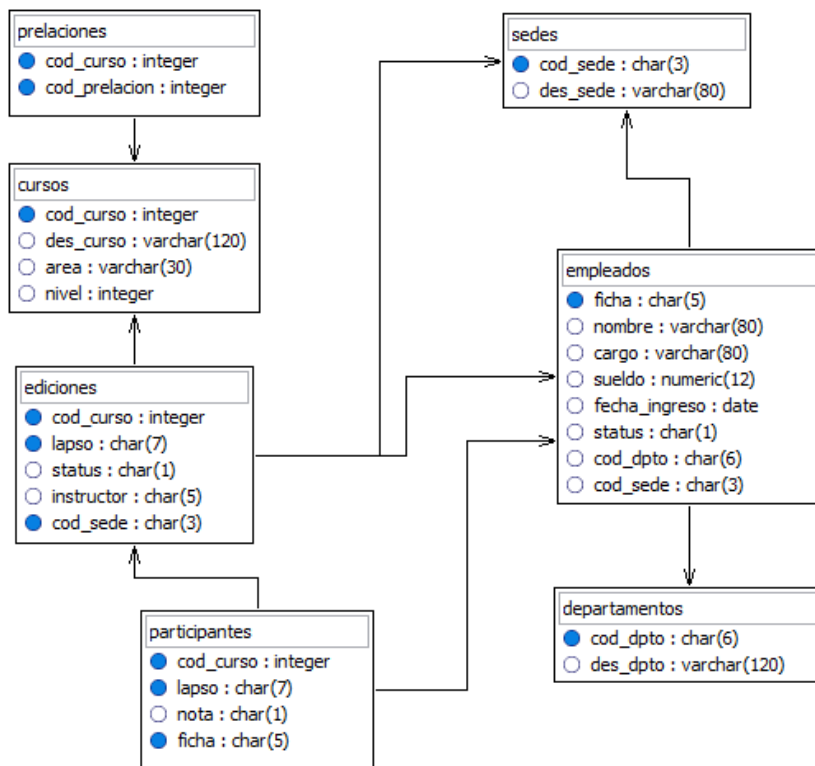 prelaciones
cod_curso : integer
cod_prelacion : integer
sedes
cod_sede : char(3)
des_sede : varchar(80)
cursos
cod_curso : integer
des_curso : varchar(120)
area : varchar(30)
nivel : integer
empleados
ficha : char(5)
nombre : varchar(80)
cargo : varchar(80)
sueldo : numeric(12)
fecha_ingreso : date
status : char(1)
cod_dpto : char(6)
cod_sede : char(3)
ediciones
cod_curso : integer
lapso : char(7)
status : char(1)
instructor : char(5)
cod_sede : char(3)
departamentos
cod_dpto : char(6)
des_dpto : varchar(120)
participantes
cod_curso : integer
lapso : char(7)
nota : char(1)
ficha : char(5)